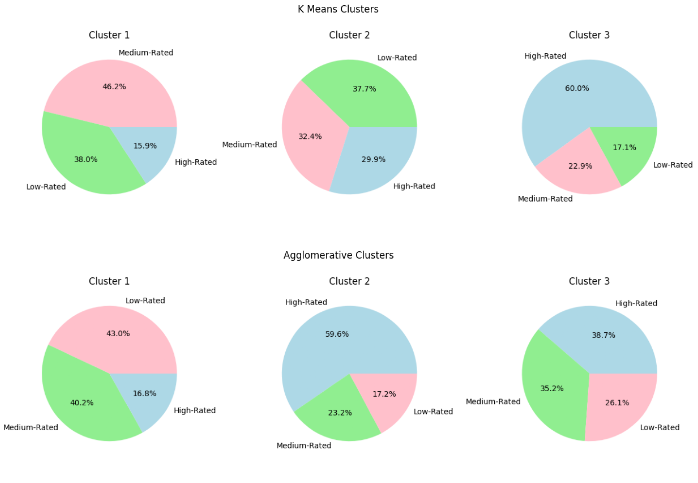 K Means Clusters
Cluster 1
Medium-Rated
46.2%
38.0%
15.9%
Low-Rated
High-Rated
Cluster 2
Low-Rated
37.7%
32.4%
29.9%
Medium-Rated
High-Rated
Cluster 3
High-Rated
60.0%
22.9%
17.1%
Low-Rated
Medium-Rated
Agglomerative Clusters
Cluster 1
Low-Rated
43.0%
40.2%
16.8%
High-Rated
Medium-Rated
Cluster 2
High-Rated
59.6%
23.2%
17.2%
Low-Rated
Medium-Rated
Cluster 3
High-Rated
38.7%
35.2%
26.1%
Medium-Rated
Low-Rated